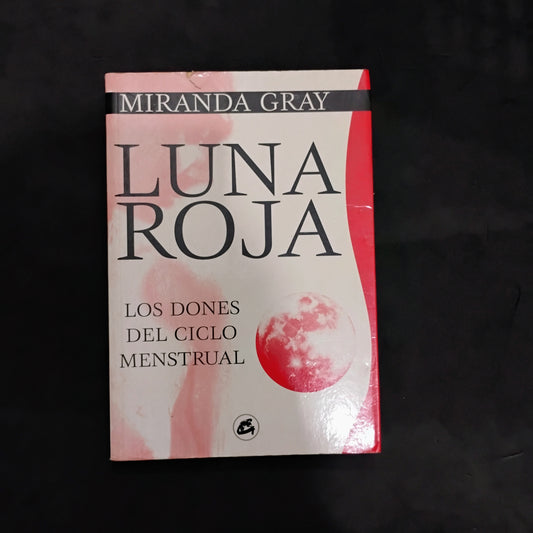 MIRANDA GRAY
LUNA
ROJA
LOS DONES
DEL CICLO
MENSTRUAL